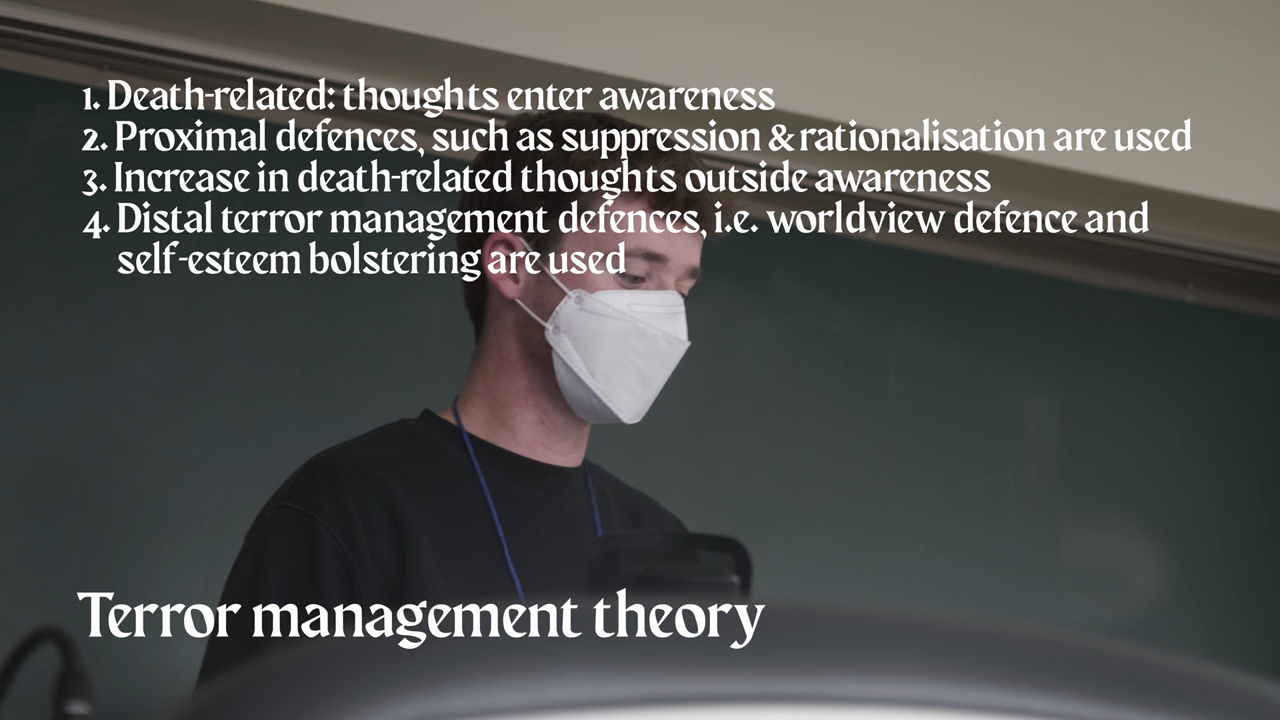 1. Death-related: thoughts enter awareness
2. Proximal defences, such as suppression & rationalisation are used
3. Increase in death-related thoughts outside awareness
4. Distal terror management defences, i.e. worldview defence and
self-esteem bolstering are used
Terror management theory